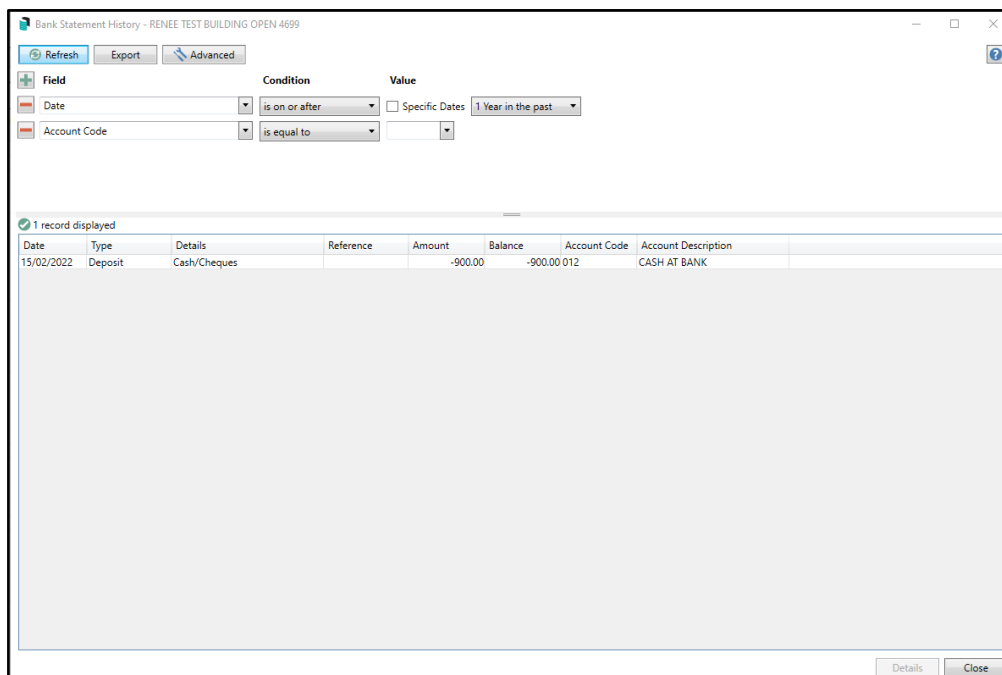 Bank Statement History - RENEE TEST BUILDING OPEN 4699
Refresh Export Advanced ?
Field Condition Value
Date is on or after Specific Dates 1 Year in the past
Account Code is equal to
1 record displayed
Date Type Details Reference Amount Balance Account Code Account Description
15/02/2022 Deposit Cash/Cheques -900.00 -900.00 012 CASH AT BANK
Details Close